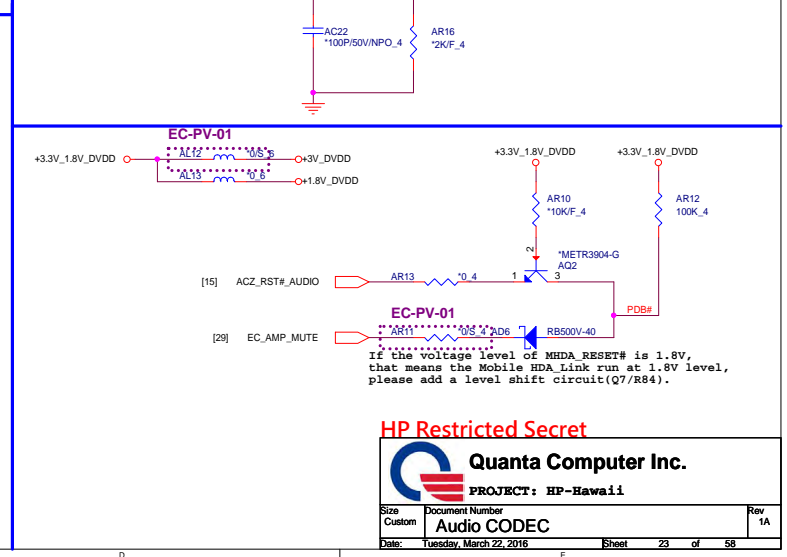 AC22
*100P/50V/NPO_4
AR16
*2K/F_4
EC-PV-01
+3.3V_1.8V_DVDD
AL12
*0/S_6
+3V_DVDD
AL13
*0_6
+1.8V_DVDD
+3.3V_1.8V_DVDD
+3.3V_1.8V_DVDD
AR10
*10K/F_4
AR12
100K_4
2
*METR3904-G
AQ2
[15] ACZ_RST#_AUDIO
AR13
*0_4
1
3
PDB#
EC-PV-01
[29] EC_AMP_MUTE
AR11
*0/S_4
AD6
RB500V-40
If the voltage level of MHDA_RESET# is 1.8V,
that means the Mobile HDA_Link run at 1.8V level,
please add a level shift circuit(Q7/R84).
HP Restricted Secret
Quanta Computer Inc.
PROJECT: HP-Hawaii
Size
Custom
Document Number
Audio CODEC
Rev
1A
Date: Tuesday, March 22, 2016
Sheet 23 of 58